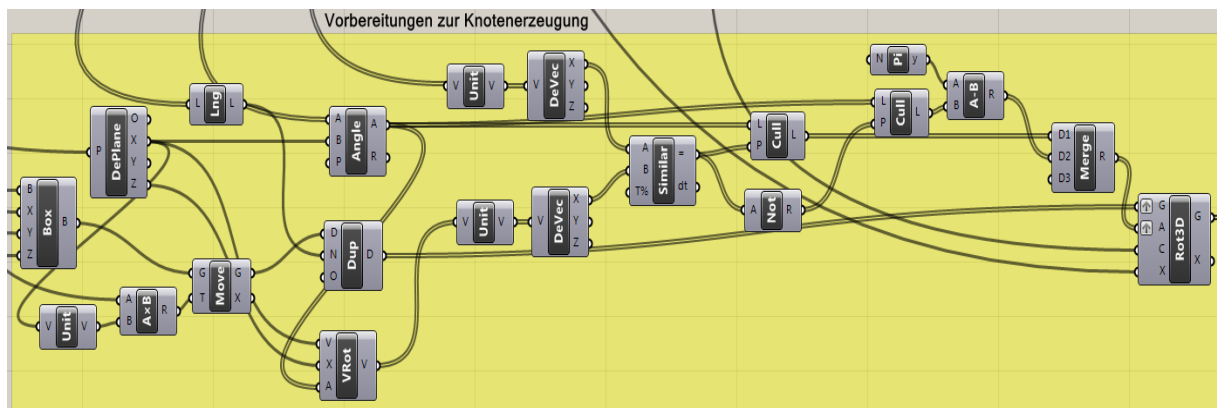 Vorbereitungen zur Knotenerzeugung
L Lng L
P DePlane O X Y Z
B X Y Z Box B
V Unit V
A B A×B R
G T Move G X
A B P Angle A R
D N O Dup D
V X A VRot V
V Unit V
V DeVec X Y Z
V Unit V
V DeVec X Y Z
A B T% Similar = dt
A Not R
L P Cull L
L P Cull L
N Pi y
A B A-B R
D1 D2 D3 Merge R
G A C X Rot3D G X